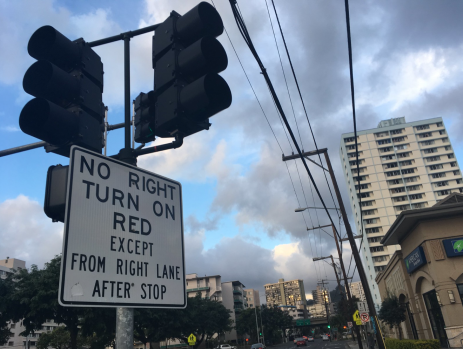 NO RIGHT
TURN ON
RED
EXCEPT
FROM RIGHT LANE
AFTER STOP